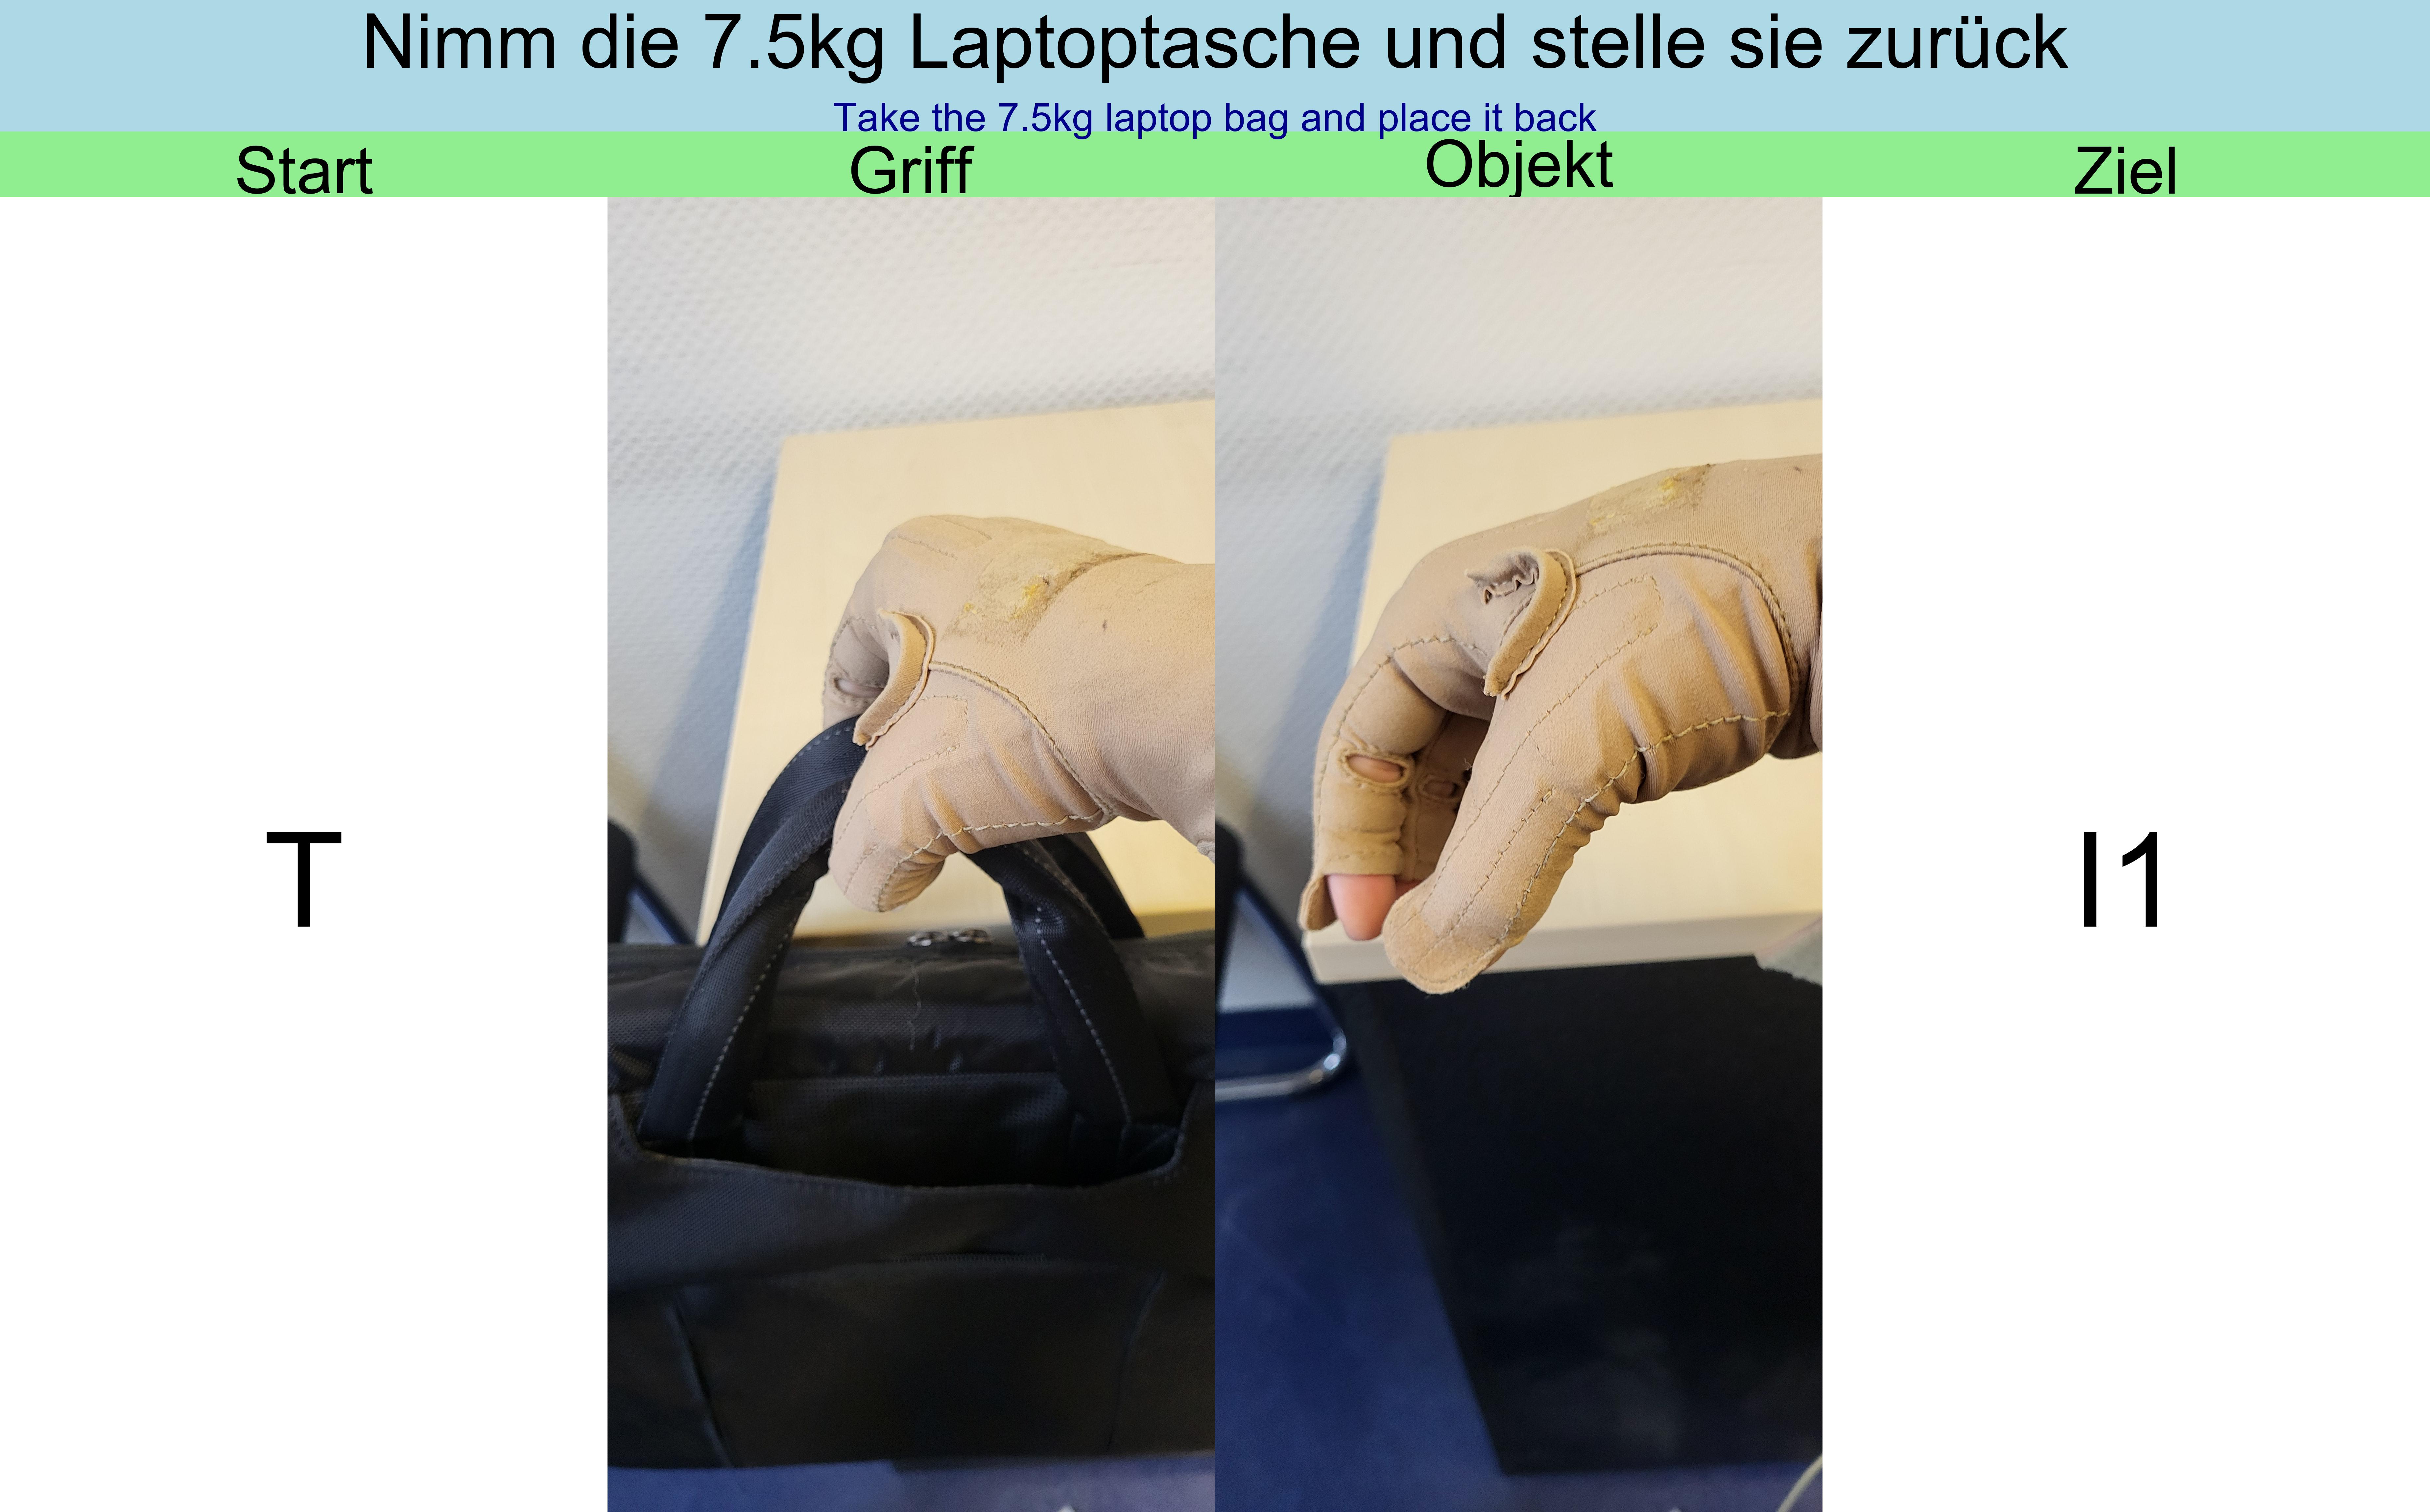 Nimm die 7.5kg Laptoptasche und stelle sie zurück
Take the 7.5kg laptop bag and place it back
Start Griff Objekt Ziel
T I1